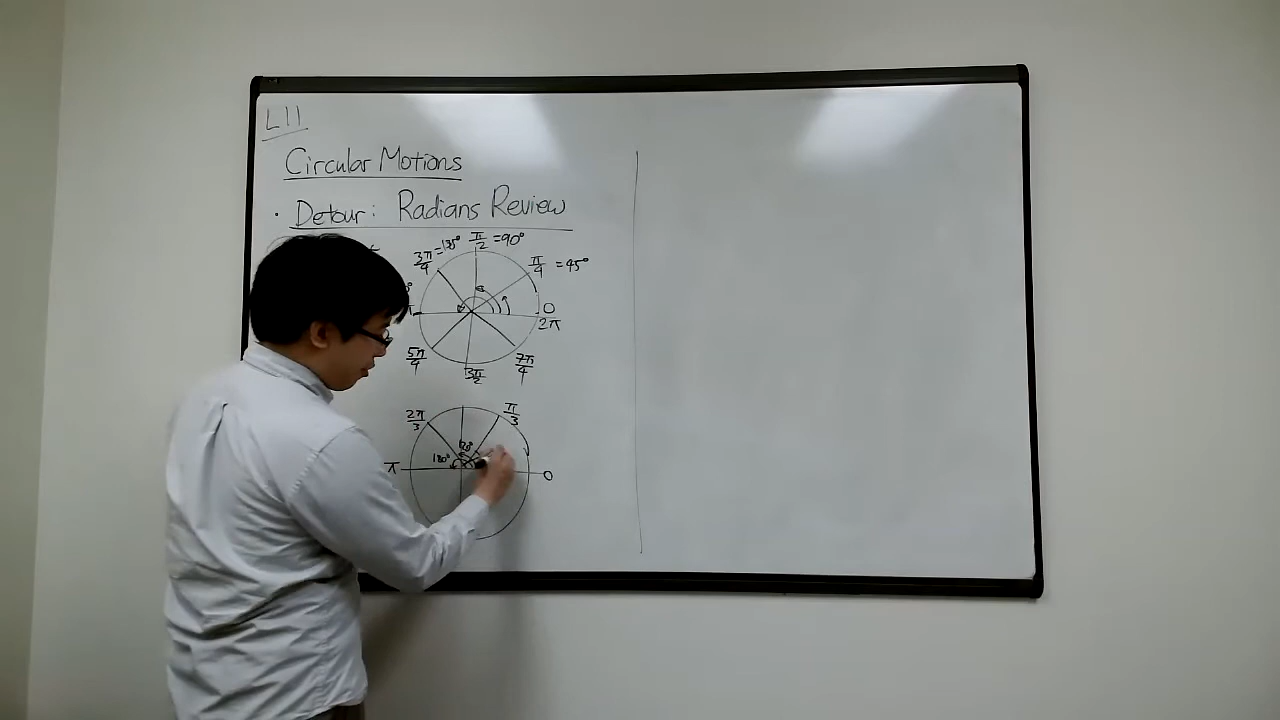 L11
Circular Motions
· Detour: Radians Review
3π/4 = 135° π/2 = 90°
π/4 = 45°
0
2π
5π/4 3π/2 7π/4
2π/3 π/3
180°
π 0